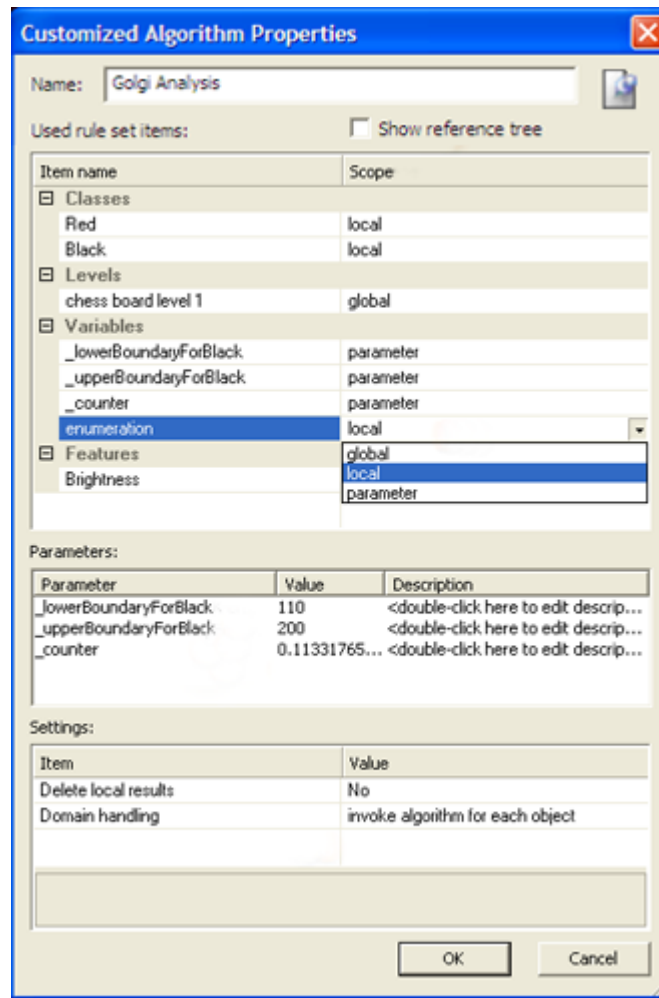 Customized Algorithm Properties
Name: Golgi Analysis
Used rule set items: Show reference tree
Item name Scope
Classes
Red local
Black local
Levels
chess board level 1 global
Variables
_lowerBoundaryForBlack parameter
_upperBoundaryForBlack parameter
_counter parameter
enumeration local
Features global
local
Brightness
parameter
Parameters:
Parameter Value Description
_lowerBoundaryForBlack 110 <double-click here to edit descrip...
_upperBoundaryForBlack 200 <double-click here to edit descrip...
_counter 0.11331765... <double-click here to edit descrip...
Settings:
Item Value
Delete local results No
Domain handling invoke algorithm for each object
OK Cancel